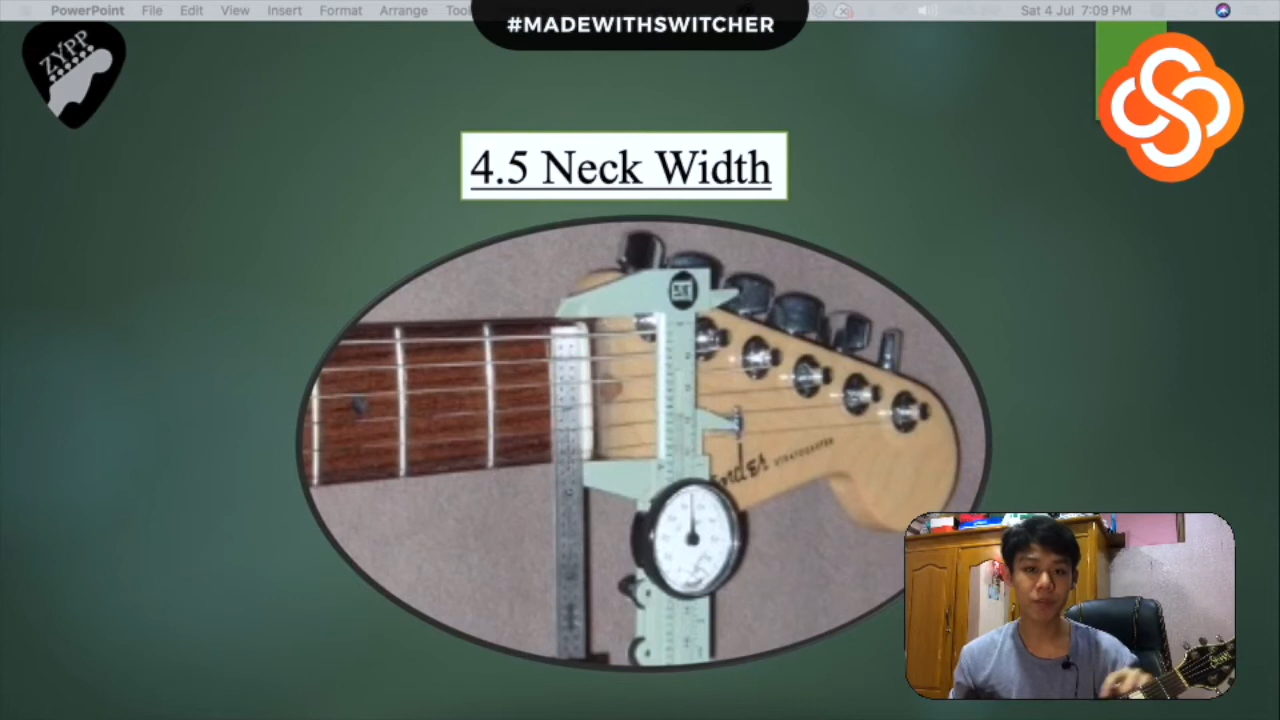 PowerPoint File Edit View Insert Format Arrange Sat 4 Jul 7:09 PM
#MADEWITHSWITCHER
ZYPP
4.5 Neck Width
STRATOCASTER